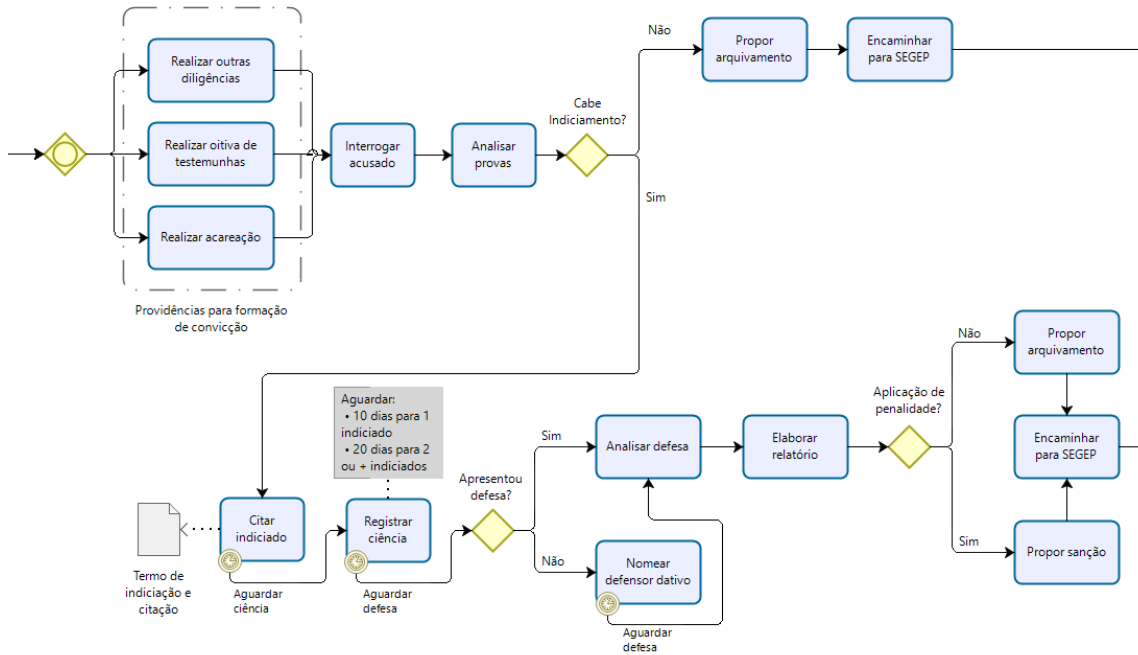 Realizar outras
diligências
Realizar oitiva de
testemunhas
Realizar acareação
Providências para formação
de convicção
Interrogar
acusado
Analisar
provas
Cabe
Indiciamento?
Não
Sim
Propor
arquivamento
Encaminhar
para SEGEP
Termo de
indiciação e
citação
Citar
indiciado
Aguardar
ciência
Aguardar:
• 10 dias para 1
indiciado
• 20 dias para 2
ou + indiciados
Registrar
ciência
Aguardar
defesa
Apresentou
defesa?
Sim
Não
Analisar defesa
Nomear
defensor dativo
Aguardar
defesa
Elaborar
relatório
Aplicação de
penalidade?
Não
Sim
Propor
arquivamento
Encaminhar
para SEGEP
Propor sanção